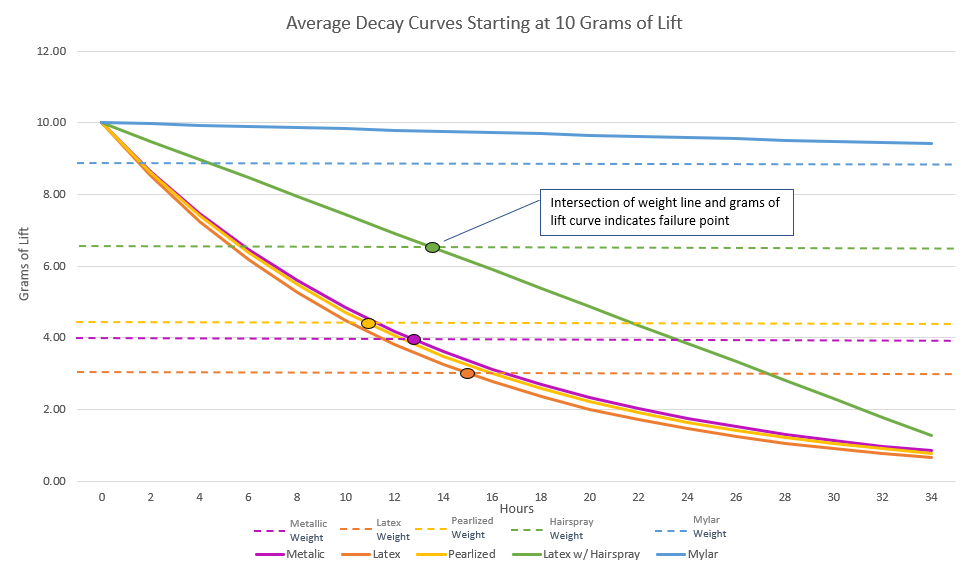 Average Decay Curves Starting at 10 Grams of Lift
12.00
10.00
8.00
6.00
4.00
2.00
0.00
Grams of Lift
Intersection of weight line and grams of
lift curve indicates failure point
0 2 4 6 8 10 12 14 16 18 20 22 24 26 28 30 32 34
Hours
Metallic
Weight
Latex
Weight
Pearlized
Weight
Hairspray
Weight
Mylar
Weight
Metalic
Latex
Pearlized
Latex w/ Hairspray
Mylar